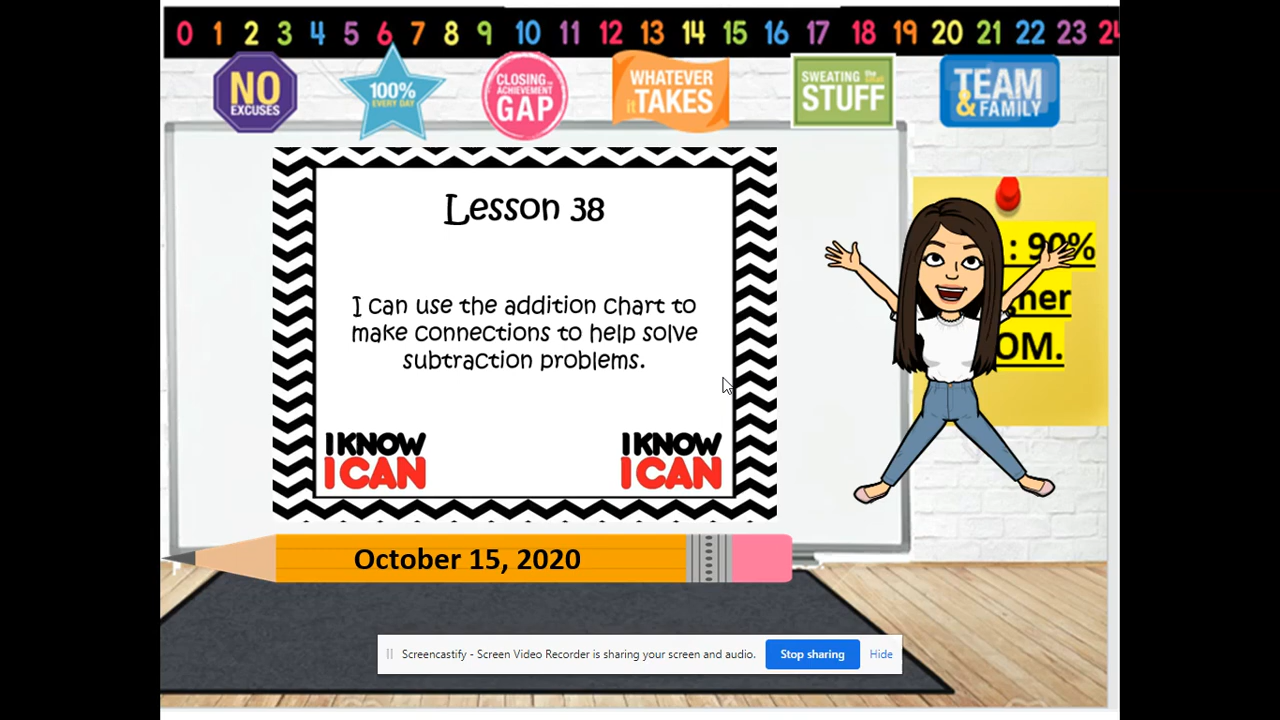 0 1 2 3 4 5 6 7 8 9 10 11 12 13 14 15 16 17 18 19 20 21 22 23 24
NO
EXCUSES
100%
EVERY DAY
CLOSING THE
ACHIEVEMENT
GAP
WHATEVER
it TAKES
SWEATING the small
STUFF
TEAM
& FAMILY
Lesson 38
I can use the addition chart to
make connections to help solve
subtraction problems.
I KNOW
I CAN
I KNOW
I CAN
: 90%
OM.
October 15, 2020
Screencastify - Screen Video Recorder is sharing your screen and audio.
Stop sharing
Hide